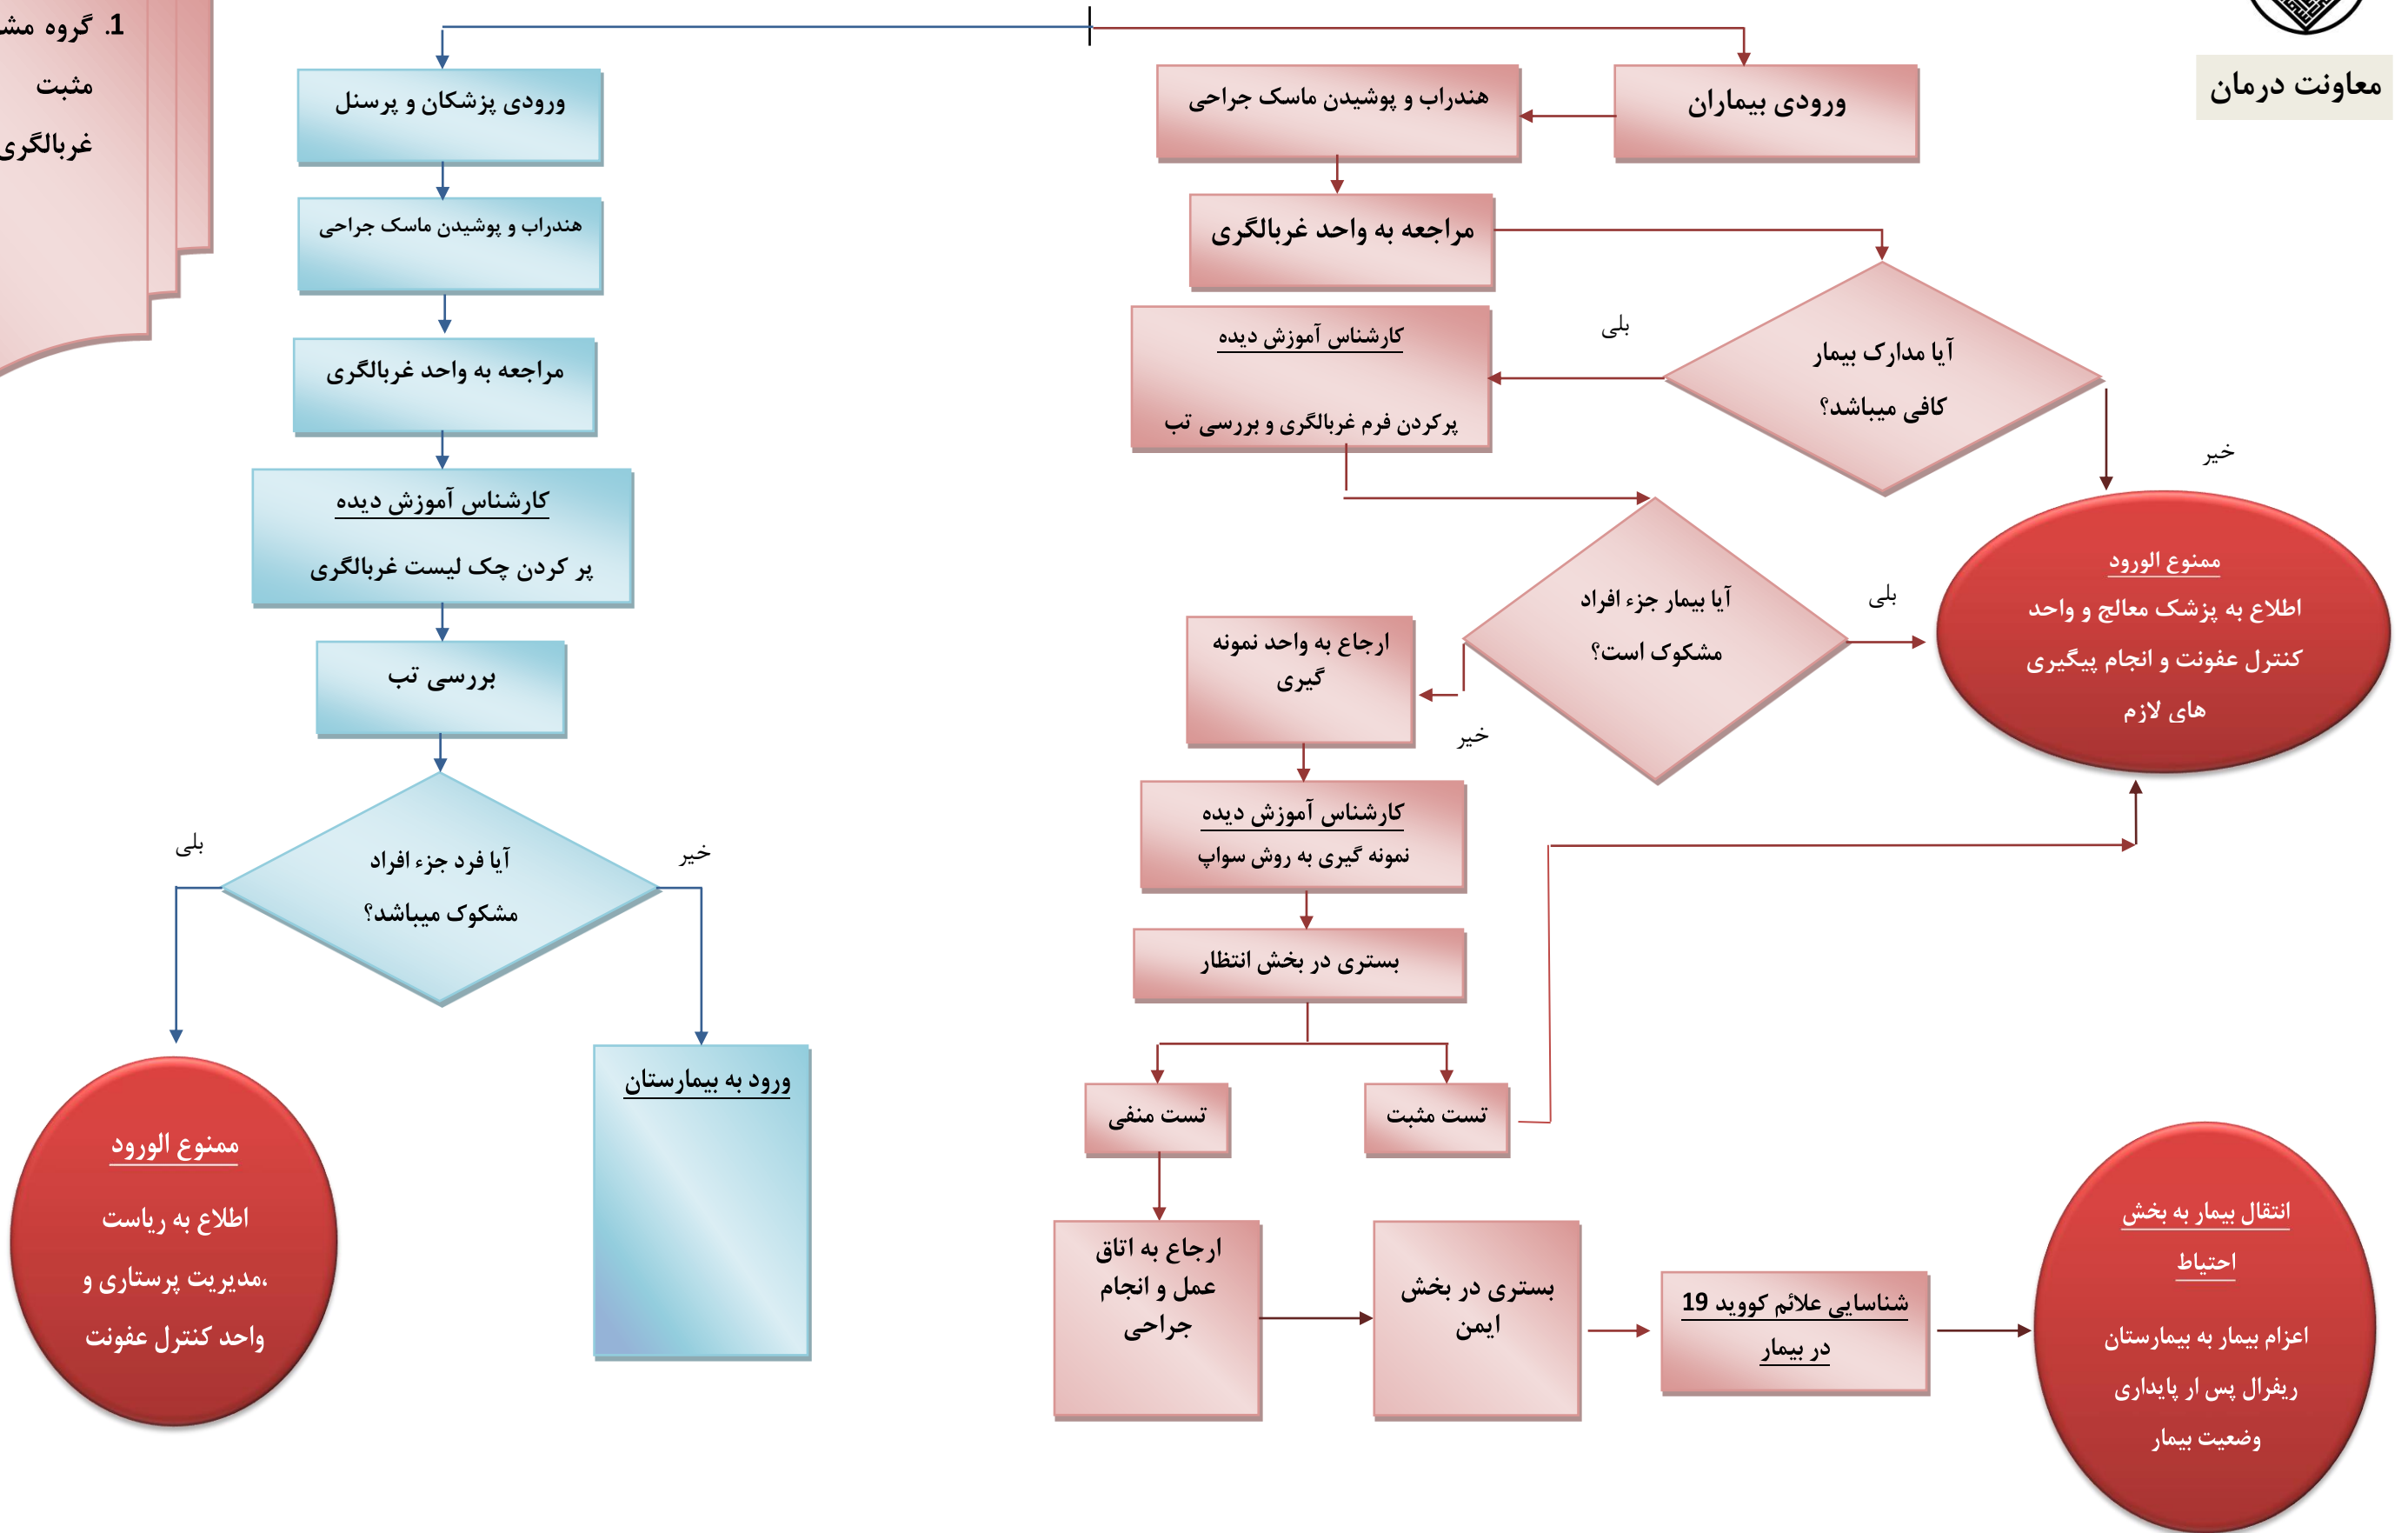 معاونت درمان
ورودی بیماران
هندراب و پوشیدن ماسک جراحی
مراجعه به واحد غربالگری
آیا مدارک بیمار
کافی میباشد؟
بلی
خیر
کارشناس آموزش دیده
پرکردن فرم غربالگری و بررسی تب
آیا بیمار جزء افراد
مشکوک است؟
بلی
خیر
ممنوع الورود
اطلاع به پزشک معالج و واحد
کنترل عفونت و انجام پیگیری
های لازم
ارجاع به واحد نمونه
گیری
کارشناس آموزش دیده
نمونه گیری به روش سواپ
بستری در بخش انتظار
تست مثبت
تست منفی
ارجاع به اتاق
عمل و انجام
جراحی
بستری در بخش
ایمن
شناسایی علائم کووید 19
در بیمار
انتقال بیمار به بخش
احتیاط
اعزام بیمار به بیمارستان
ریفرال پس ار پایداری
وضعیت بیمار
ورودی پزشکان و پرسنل
هندراب و پوشیدن ماسک جراحی
مراجعه به واحد غربالگری
کارشناس آموزش دیده
پر کردن چک لیست غربالگری
بررسی تب
آیا فرد جزء افراد
مشکوک میباشد؟
خیر
بلی
ورود به بیمارستان
ممنوع الورود
اطلاع به ریاست
،مدیریت پرستاری و
واحد کنترل عفونت
1. گروه
مثبت
غربالگری